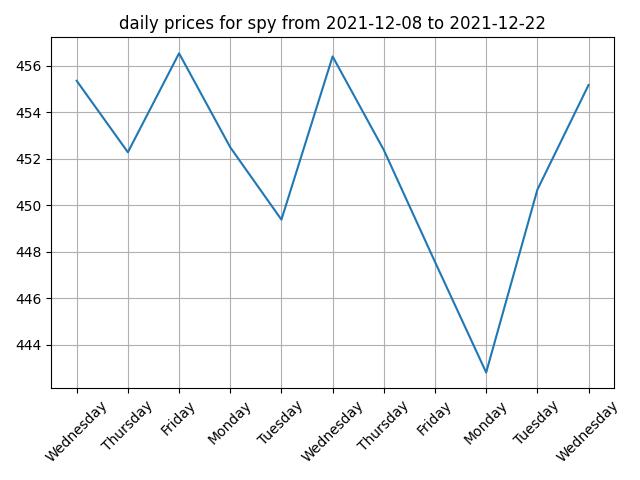 daily prices for spy from 2021-12-08 to 2021-12-22
456
454
452
450
448
446
444
Wednesday
Thursday
Friday
Monday
Tuesday
Wednesday
Thursday
Friday
Monday
Tuesday
Wednesday